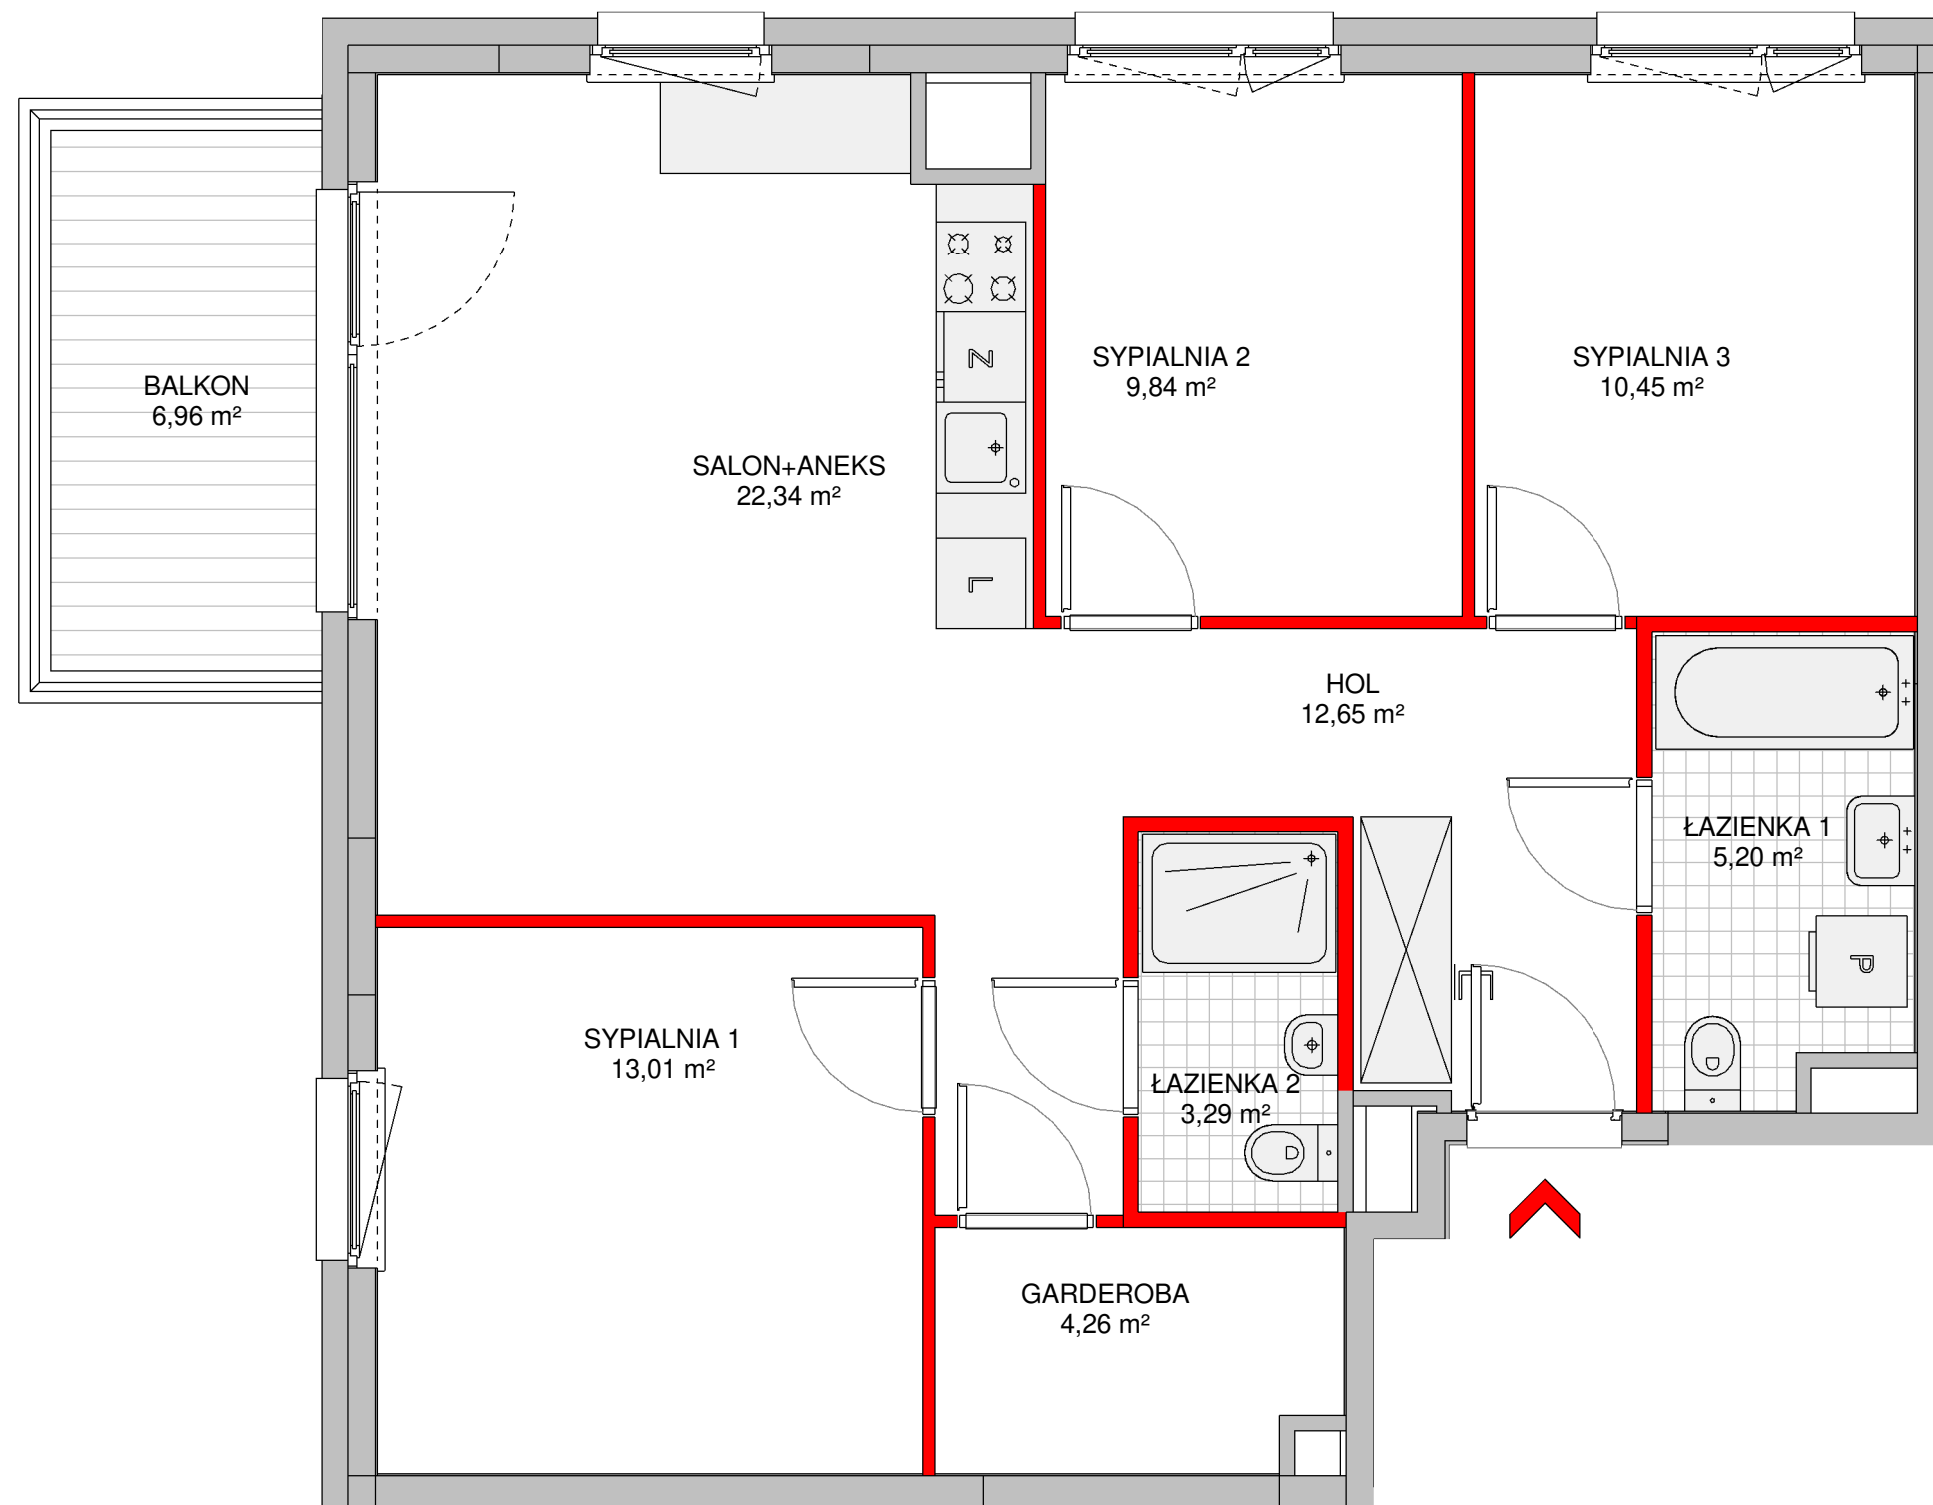 SYPIALNIA 2
9,84 m²
SYPIALNIA 3
10,45 m²
BALKON
6,96 m²
SALON+ANEKS
22,34 m²
Z
L
HOL
12,65 m²
ŁAZIENKA 1
5,20 m²
P
SYPIALNIA 1
13,01 m²
ŁAZIENKA 2
3,29 m²
GARDEROBA
4,26 m²